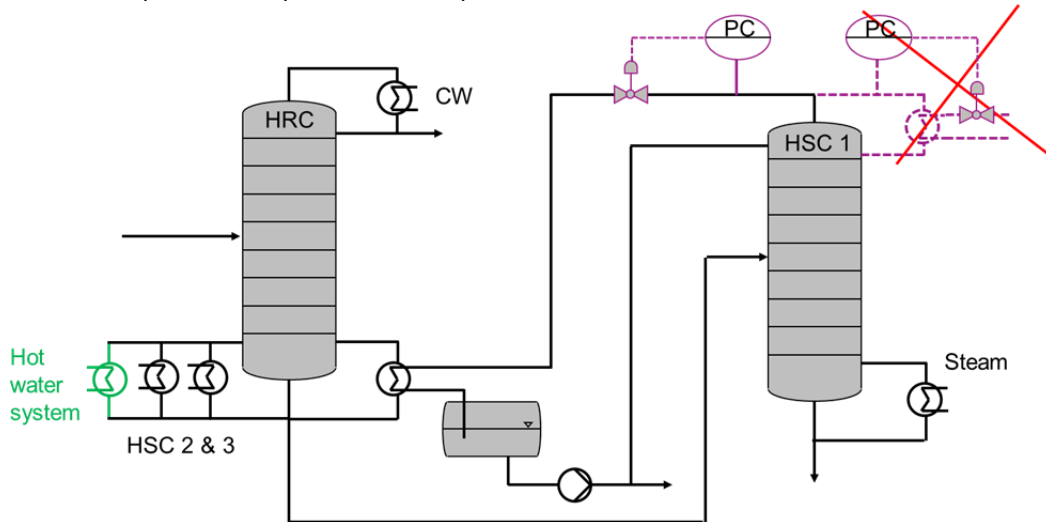 PC
PC
CW
HRC
HSC 1
Hot
water
system
Steam
HSC 2 & 3